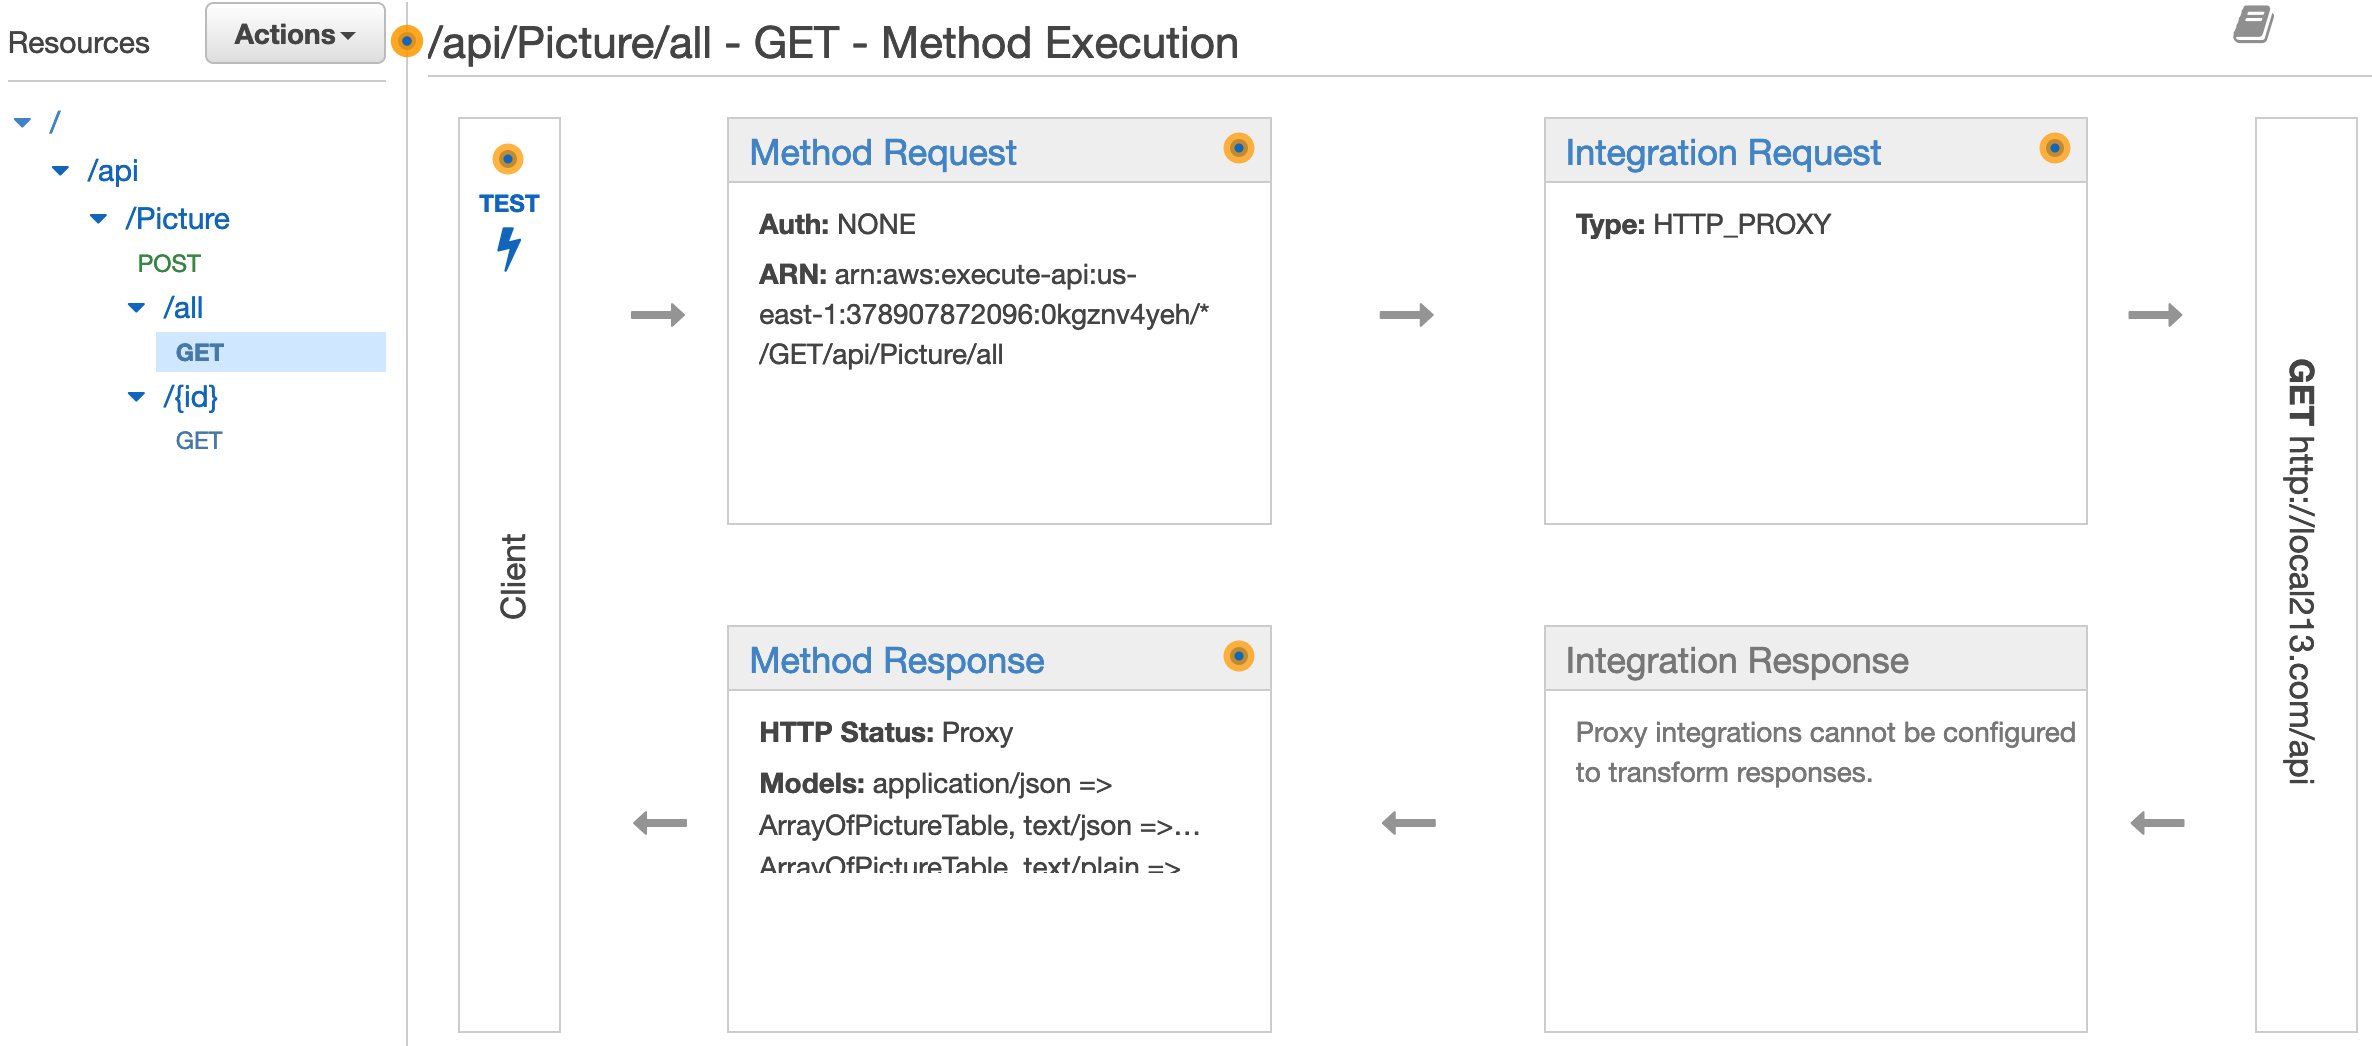 Resources
Actions
/api/Picture/all - GET - Method Execution
/
/api
/Picture
POST
/all
GET
/{id}
GET
TEST
Client
Method Request
Auth: NONE
ARN: arn:aws:execute-api:us-
east-1:378907872096:0kgznv4yeh/*
/GET/api/Picture/all
Integration Request
Type: HTTP_PROXY
GET http://local213.com/api
Method Response
HTTP Status: Proxy
Models: application/json =>
ArrayOfPictureTable, text/json =>...
ArrayOfPictureTable, text/plain =>
Integration Response
Proxy integrations cannot be configured
to transform responses.